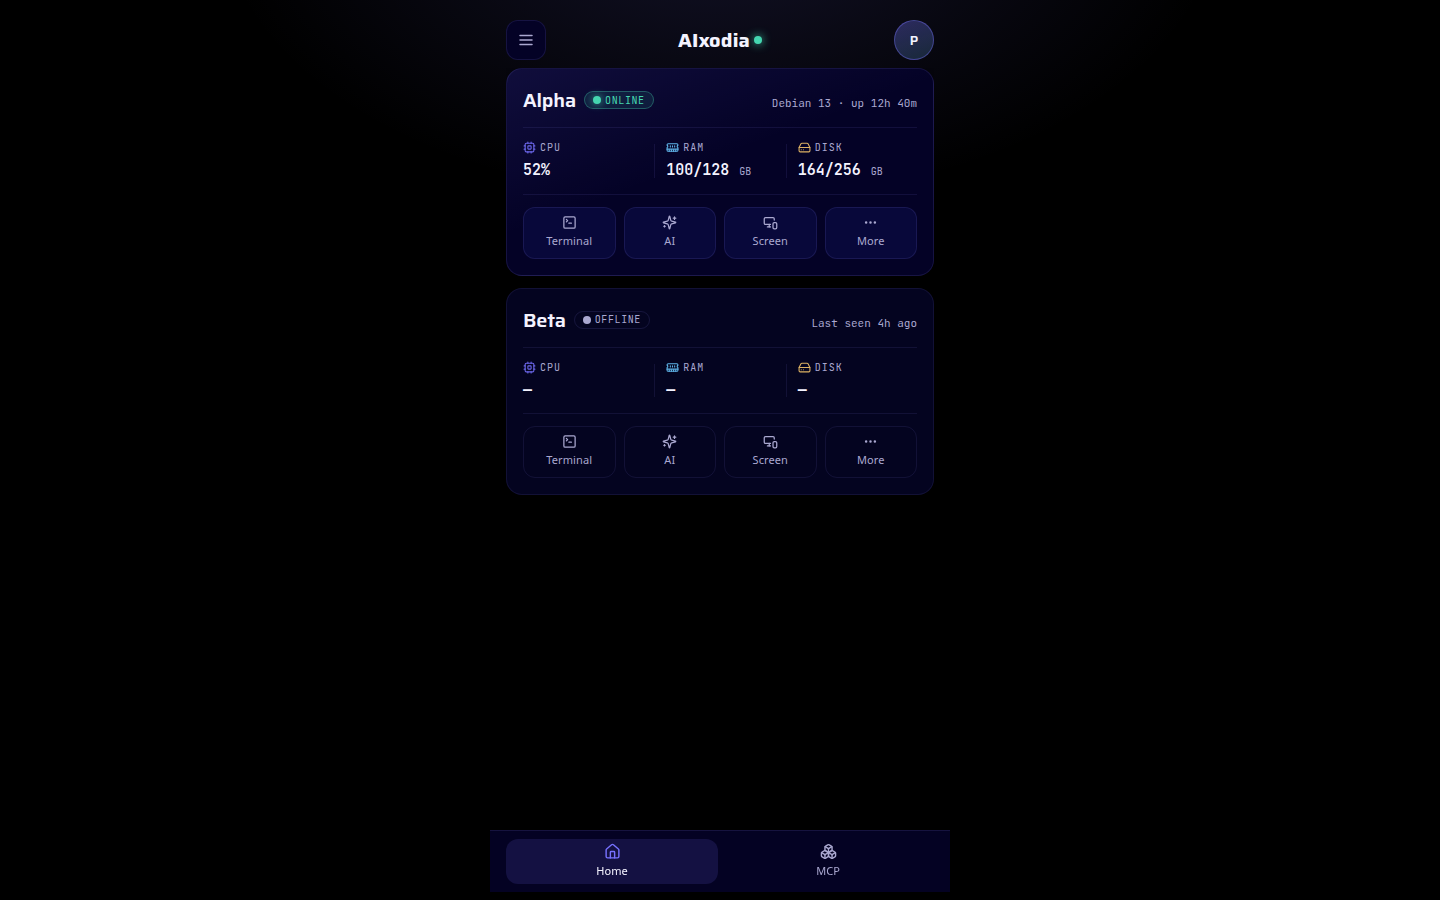 AIxodia
P
Alpha ONLINE Debian 13 · up 12h 40m
CPU RAM DISK
52% 100/128 GB 164/256 GB
Terminal AI Screen More
Beta OFFLINE Last seen 4h ago
CPU RAM DISK
— — —
Terminal AI Screen More
Home MCP